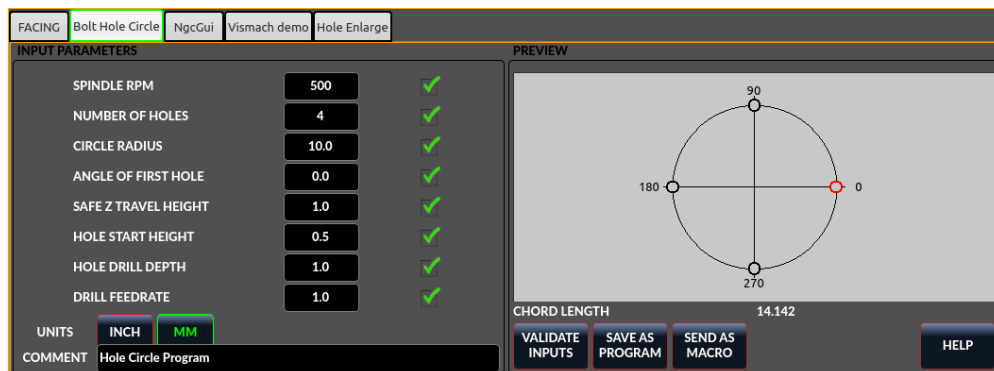 FACING Bolt Hole Circle NgcGui Vismach demo Hole Enlarge
INPUT PARAMETERS
SPINDLE RPM 500
NUMBER OF HOLES 4
CIRCLE RADIUS 10.0
ANGLE OF FIRST HOLE 0.0
SAFE Z TRAVEL HEIGHT 1.0
HOLE START HEIGHT 0.5
HOLE DRILL DEPTH 1.0
DRILL FEEDRATE 1.0
UNITS INCH MM
COMMENT Hole Circle Program
PREVIEW
90
180 0
270
CHORD LENGTH 14.142
VALIDATE INPUTS
SAVE AS PROGRAM
SEND AS MACRO
HELP